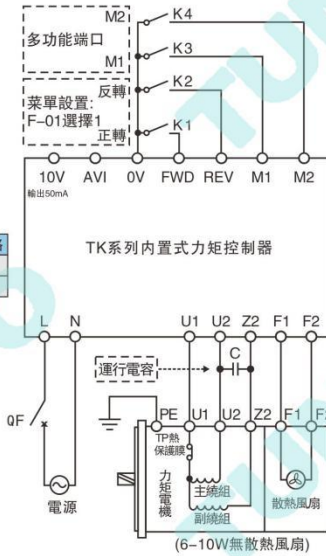 M2
K4
多功能端口
K3
M1
菜單設置:
反轉
K2
F-01選擇1
正轉
K1
10V AVI 0V FWD REV M1 M2
輸出50mA
TK系列内置式力矩控制器
L N U1 U2 Z2 F1 F2
運行電容
C
QF
PE U1 U2 Z2 F1
TP熱
保護膜
力矩電機
主繞組
副繞組
散熱風扇
電源
(6-10W無散熱風扇)